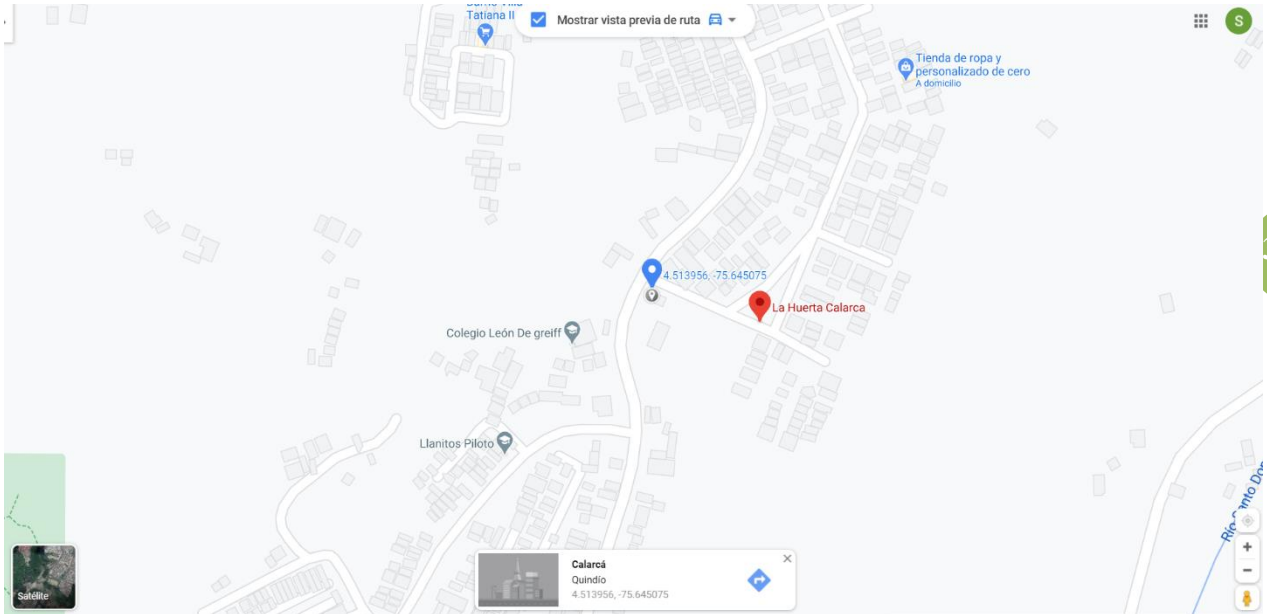 Tatiana II
Mostrar vista previa de ruta
S
Tienda de ropa y
personalizado de cero
A domicilio
4.513956, -75.645075
La Huerta Calarca
Colegio León De greiff
Llanitos Piloto
Calarcá
Quindío
4.513956, -75.645075
Satélite